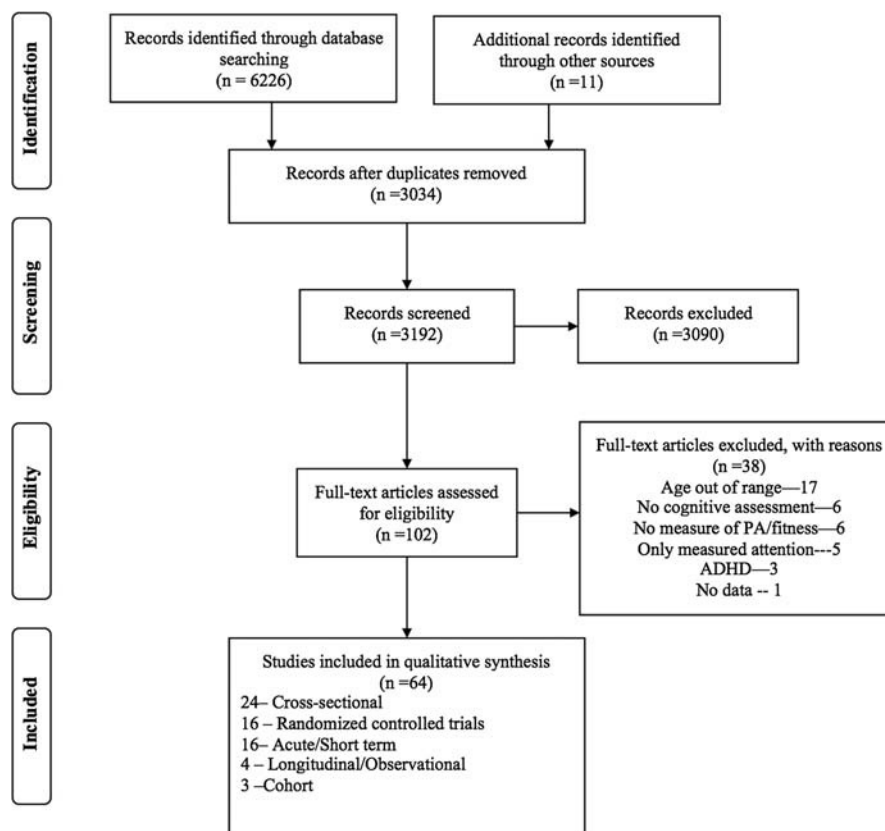 Identification
Records identified through database
searching
(n = 6226)
Additional records identified
through other sources
(n =11)
Records after duplicates removed
(n =3034)
Screening
Records screened
(n =3192)
Records excluded
(n =3090)
Eligibility
Full-text articles assessed
for eligibility
(n =102)
Full-text articles excluded, with reasons
(n =38)
Age out of range—17
No cognitive assessment—6
No measure of PA/fitness—6
Only measured attention---5
ADHD—3
No data -- 1
Included
Studies included in qualitative synthesis
(n =64)
24– Cross-sectional
16 – Randomized controlled trials
16– Acute/Short term
4 – Longitudinal/Observational
3 –Cohort